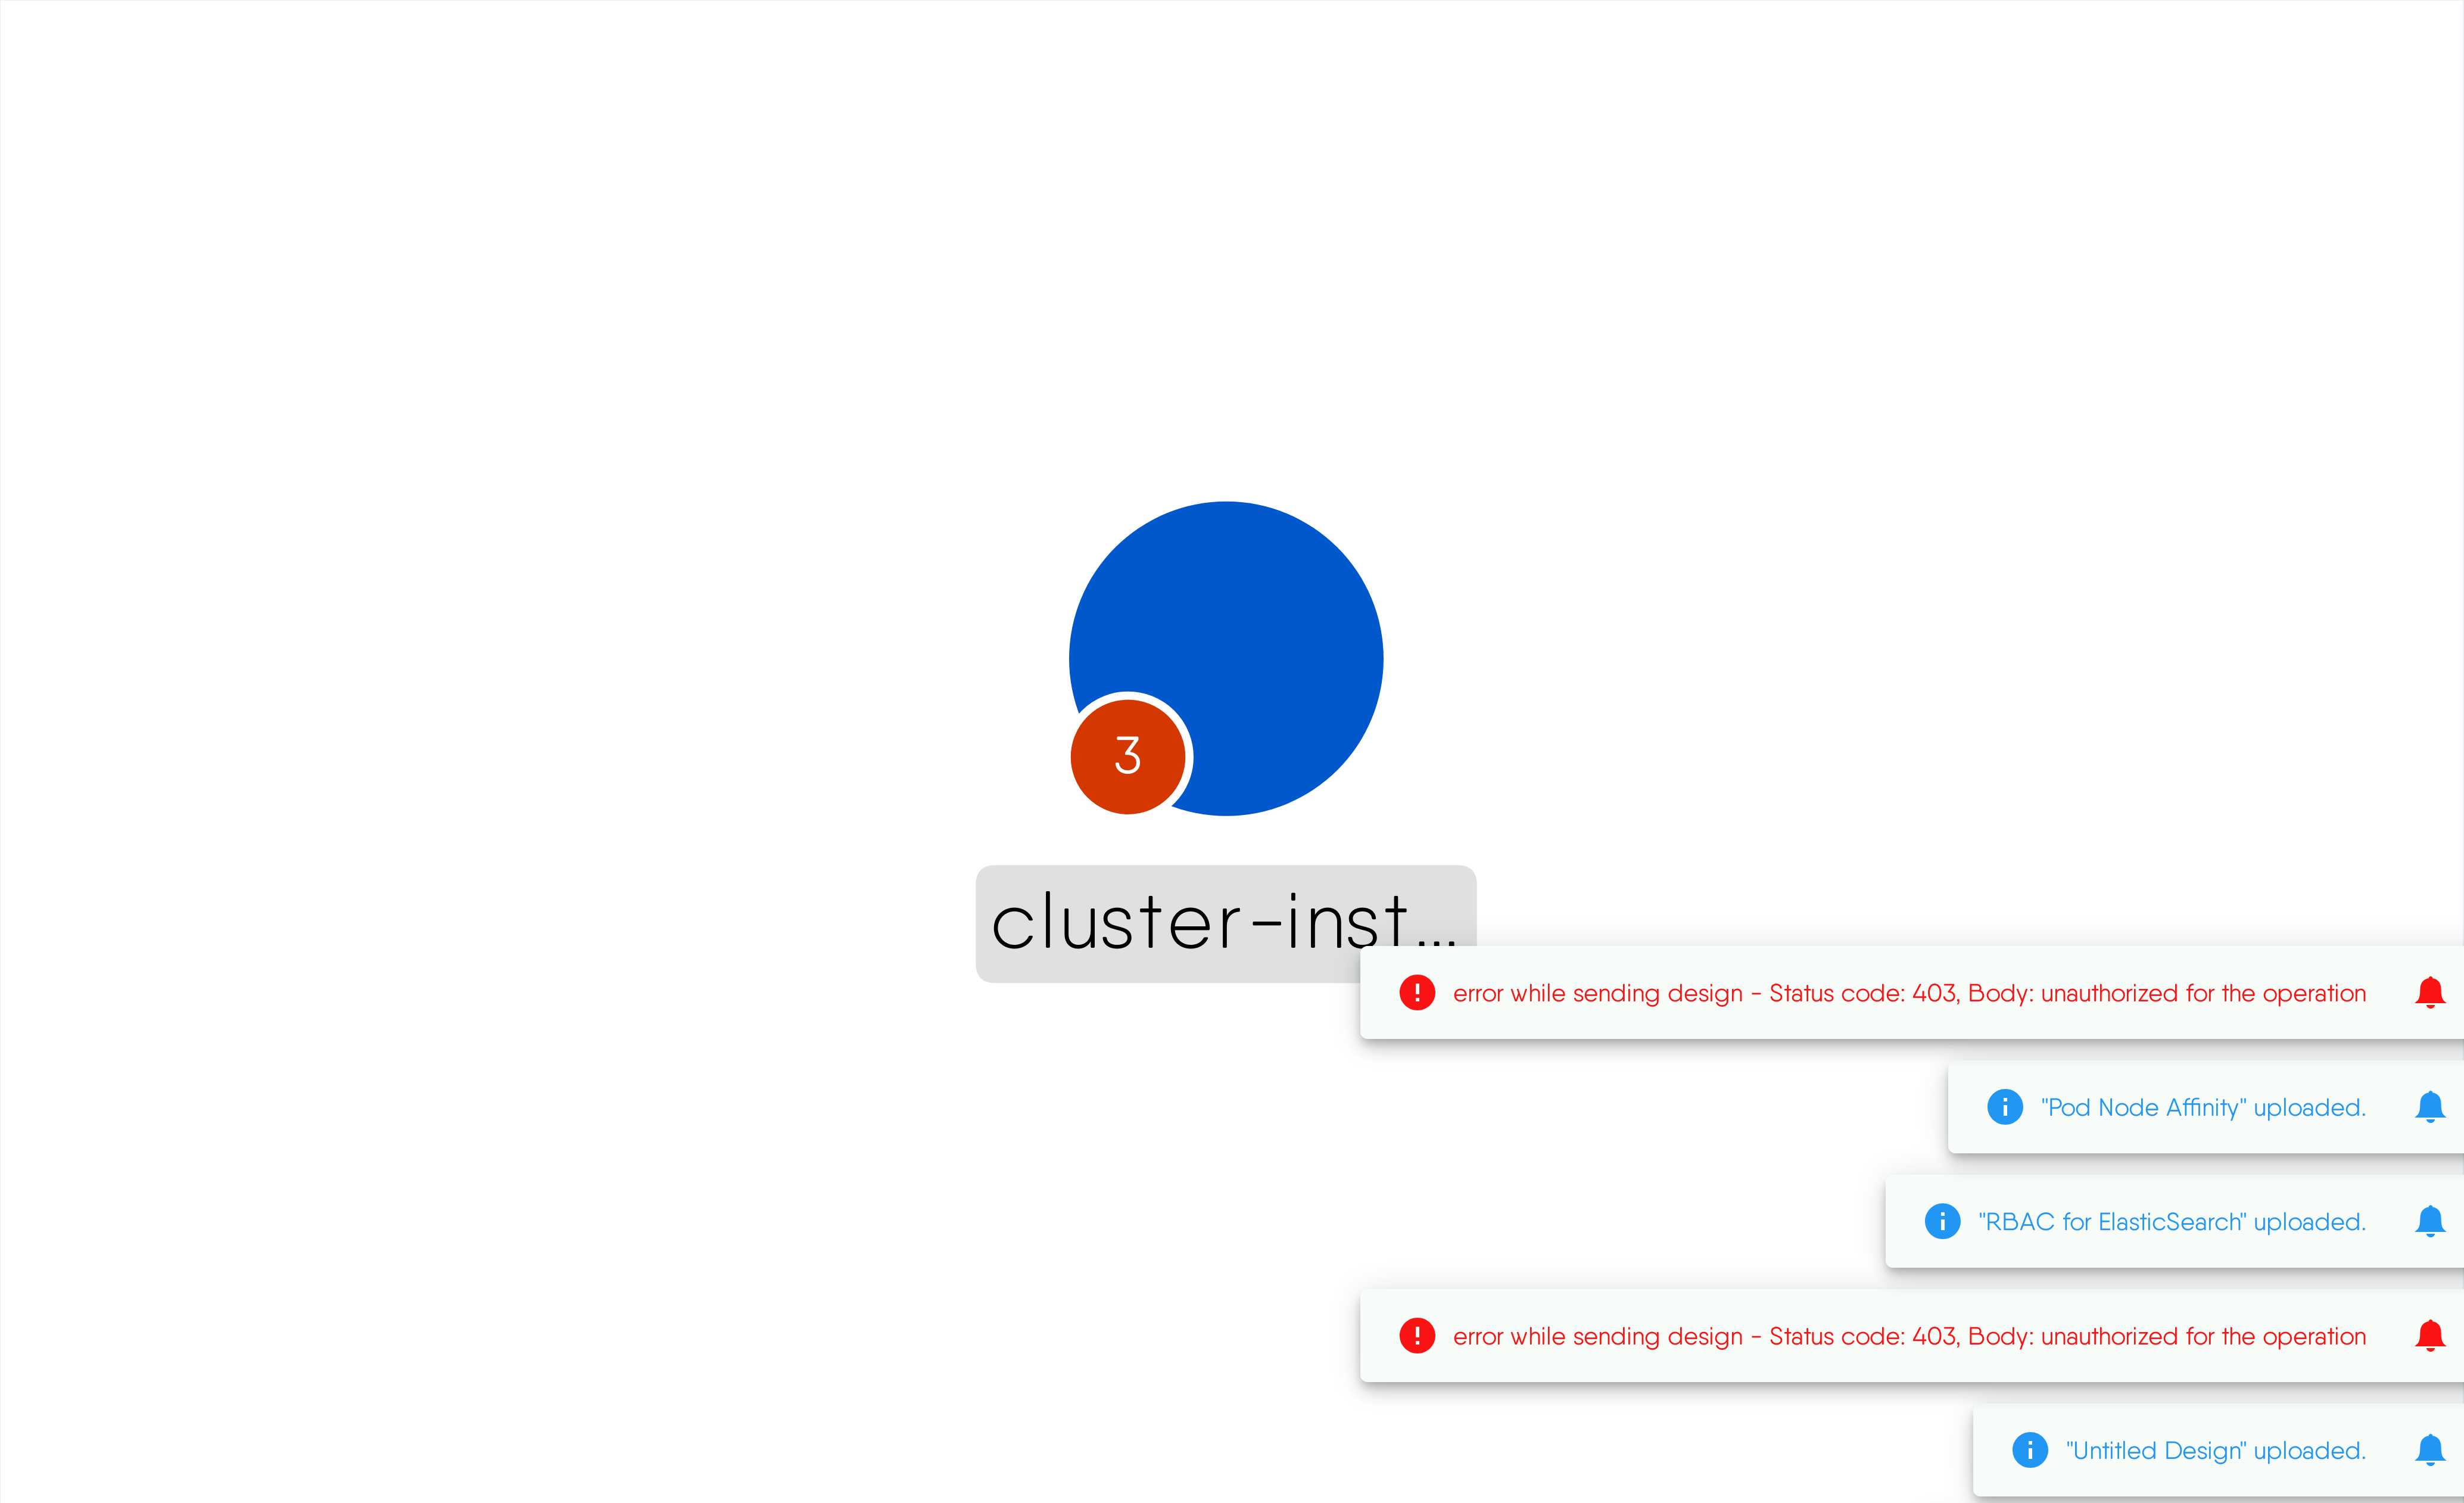 3
cluster-inst...
error while sending design - Status code: 403, Body: unauthorized for the operation
"Pod Node Affinity" uploaded.
"RBAC for ElasticSearch" uploaded.
error while sending design - Status code: 403, Body: unauthorized for the operation
"Untitled Design" uploaded.